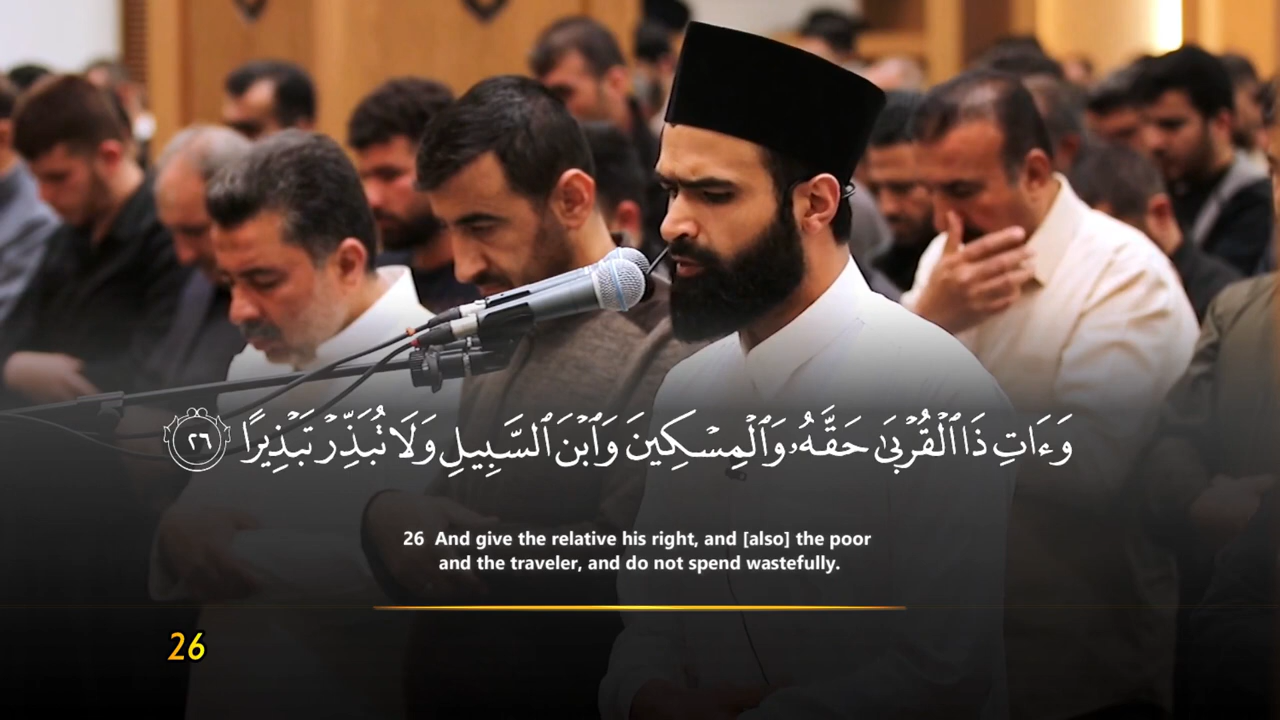 وَءَاتِ ذَا ٱلْقُرْبَىٰ حَقَّهُۥ وَٱلْمِسْكِينَ وَٱبْنَ ٱلسَّبِيلِ وَلَا تُبَذِّرْ تَبْذِيرًا ٢٦
26 And give the relative his right, and [also] the poor
and the traveler, and do not spend wastefully.
26